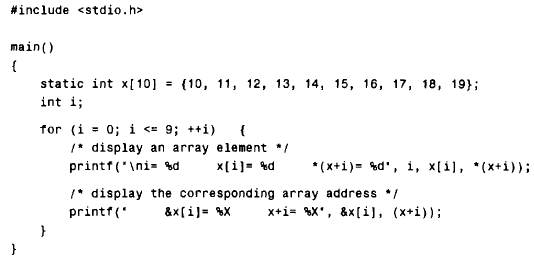 #include <stdio.h>
main()
{
static int x[10] = {10, 11, 12, 13, 14, 15, 16, 17, 18, 19};
int i;
for (i = 0; i <= 9; ++i) {
/* display an array element */
printf("\ni= %d x[i]= %d *(x+i)= %d", i, x[i], *(x+i));
/* display the corresponding array address */
printf(" &x[i]= %X x+i= %X", &x[i], (x+i));
}
}